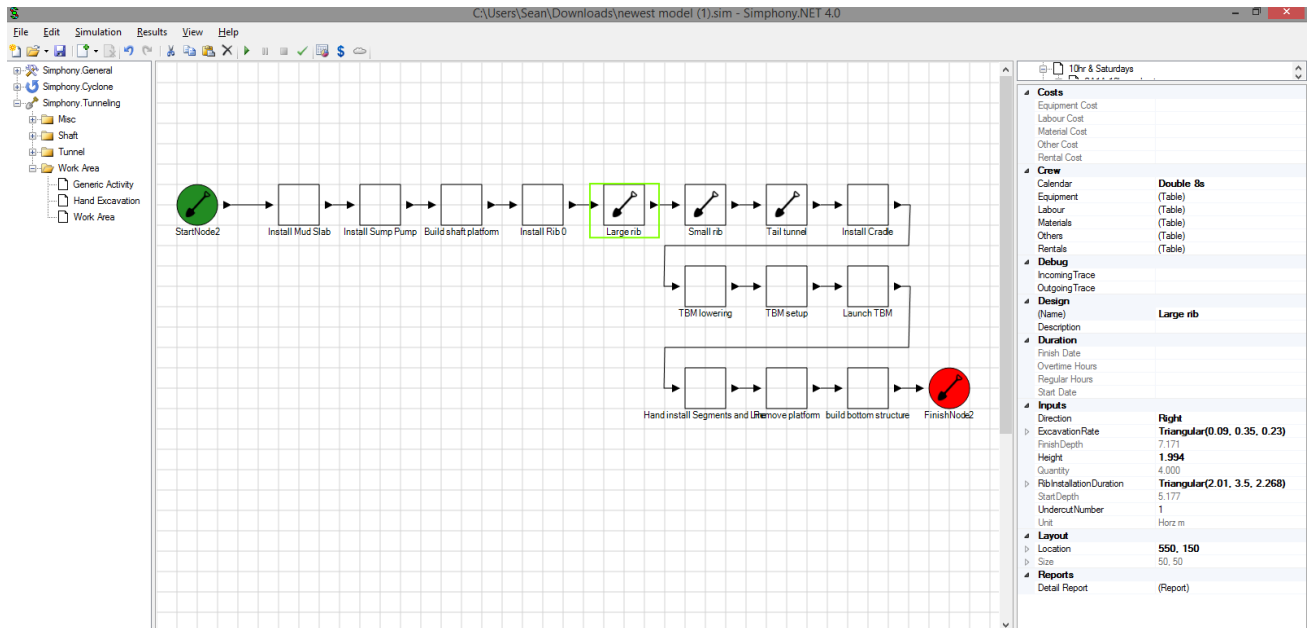 C:\Users\Sean\Downloads\newest model (1).sim - Simphony.NET 4.0
File Edit Simulation Results View Help
Simphony.General
Simphony.Cyclone
Simphony.Tunneling
Misc
Shaft
Tunnel
Work Area
Generic Activity
Hand Excavation
Work Area
StartNode2 Install Mud Slab Install Sump Pump Build shaft platform Install Rib 0 Large rib Small rib Tail tunnel Install Cradle
TBM lowering TBM setup Launch TBM
Hand install Segments and Remove platform build bottom structure FinishNode2
10hr & Saturdays
Costs
Equipment Cost
Labour Cost
Material Cost
Other Cost
Rental Cost
Crew
Calendar Double 8s
Equipment (Table)
Labour (Table)
Materials (Table)
Others (Table)
Rentals (Table)
Debug
IncomingTrace
OutgoingTrace
Design
(Name) Large rib
Description
Duration
Finish Date
Overtime Hours
Regular Hours
Start Date
Inputs
Direction Right
ExcavationRate Triangular(0.09, 0.35, 0.23)
FinishDepth 7.171
Height 1.994
Quantity 4.000
RibInstallationDuration Triangular(2.01, 3.5, 2.268)
StartDepth 5.177
UndercutNumber 1
Unit Horz m
Layout
Location 550, 150
Size 50, 50
Reports
Detail Report (Report)